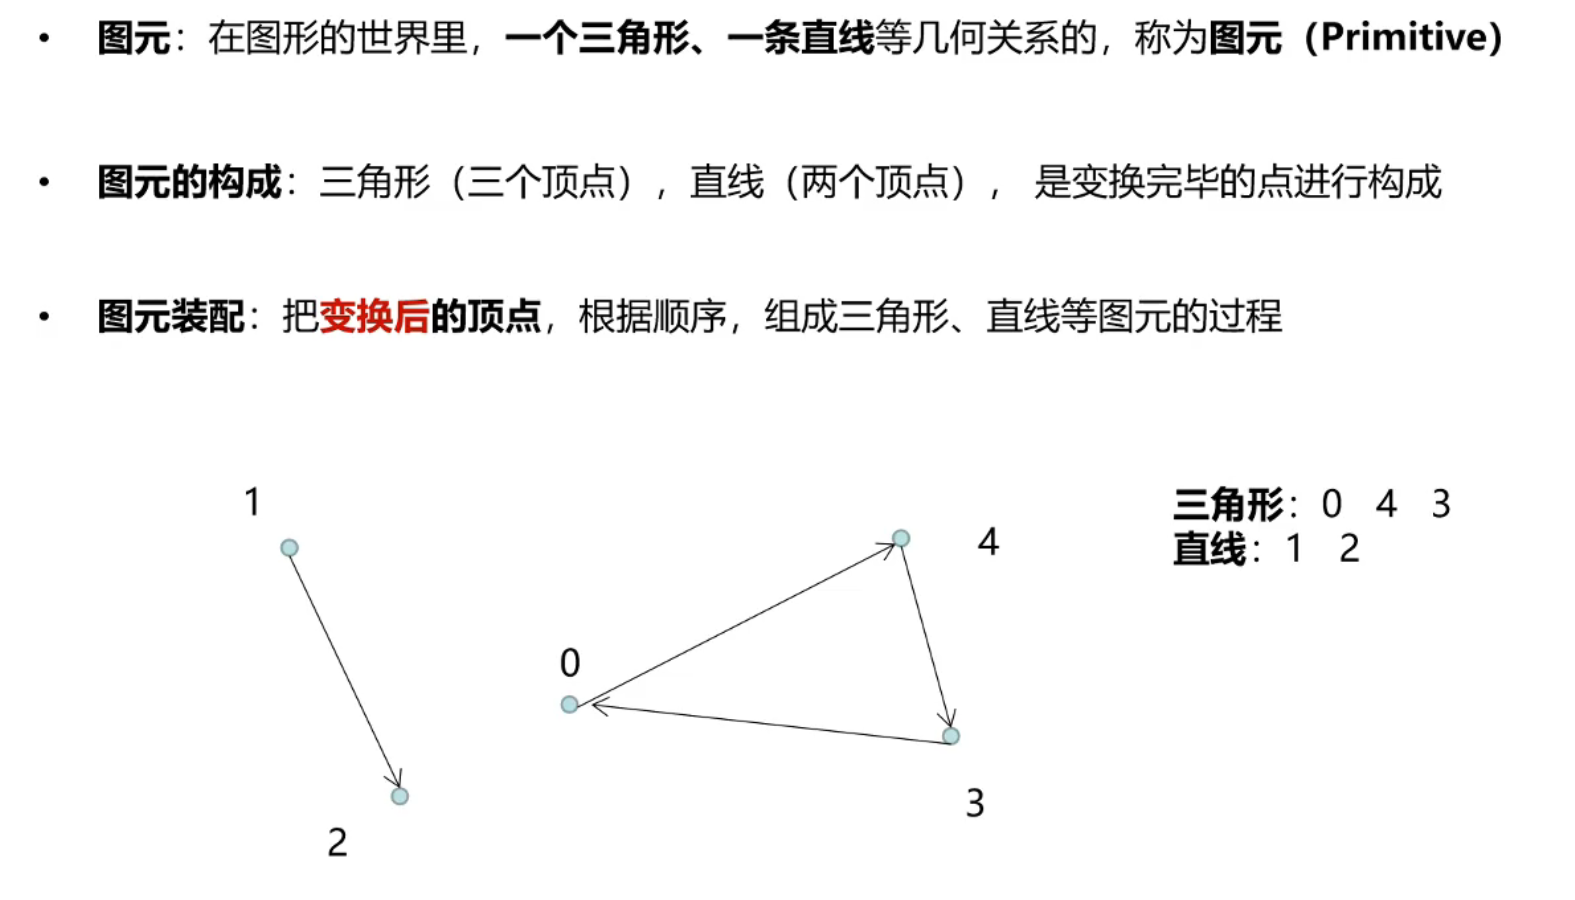 • 图元：在图形的世界里，一个三角形、一条直线等几何关系的，称为图元（Primitive）
• 图元的构成：三角形（三个顶点），直线（两个顶点）， 是变换完毕的点进行构成
• 图元装配：把变换后的顶点，根据顺序，组成三角形、直线等图元的过程
1
4
三角形：0 4 3
直线：1 2
0
3
2